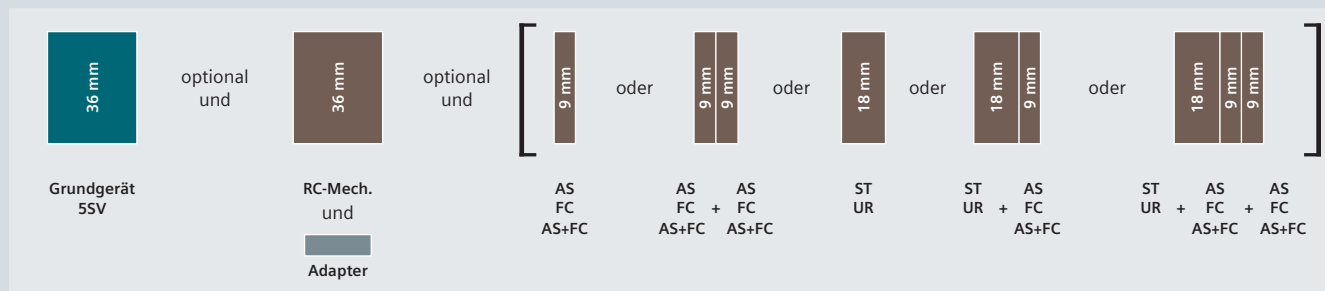 36 mm
optional
und
36 mm
optional
und
9 mm
oder
9 mm
9 mm
oder
18 mm
oder
18 mm
9 mm
oder
18 mm
9 mm
9 mm
Grundgerät
5SV
RC-Mech.
und
Adapter
AS
FC
AS+FC
AS AS
FC + FC
AS+FC AS+FC
ST
UR
ST AS
UR + FC
AS+FC
ST AS AS
UR + FC + FC
AS+FC AS+FC